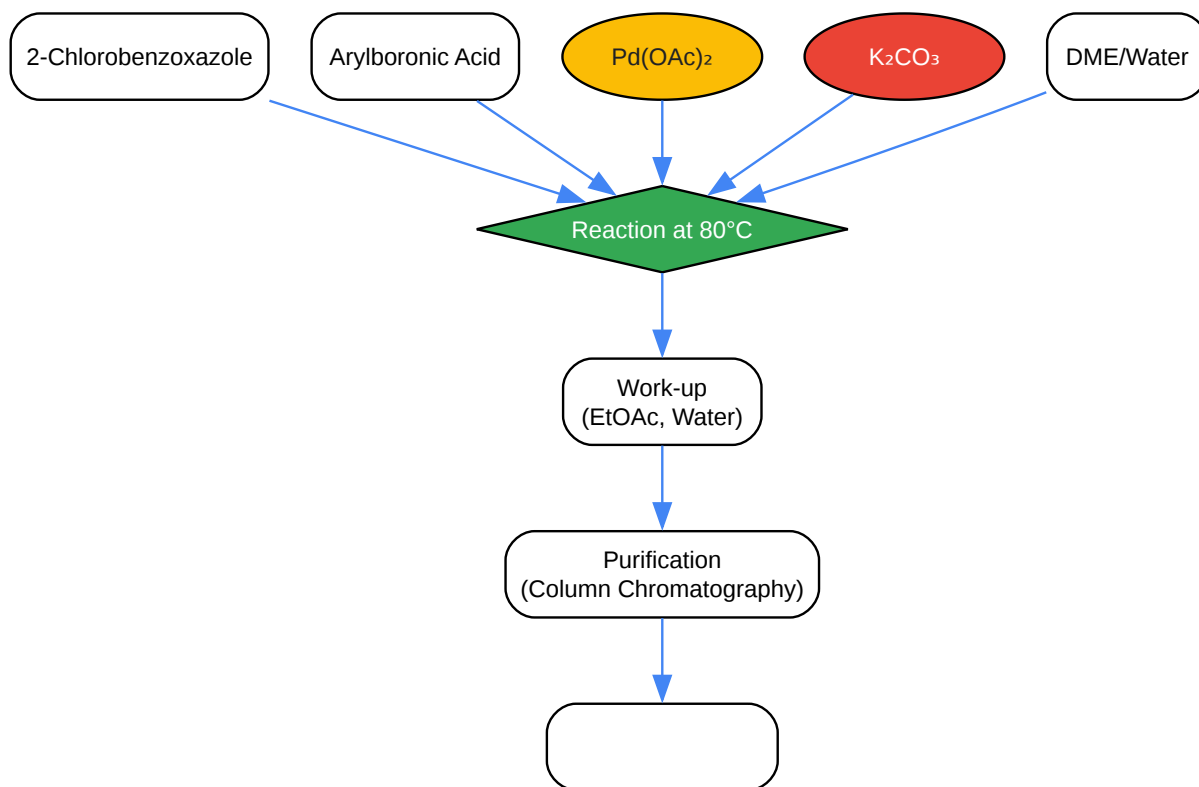 2-Chlorobenzoxazole
Arylboronic Acid
Pd(OAc)₂
K₂CO₃
DME/Water
Reaction at 80°C
Work-up
(EtOAc, Water)
Purification
(Column Chromatography)